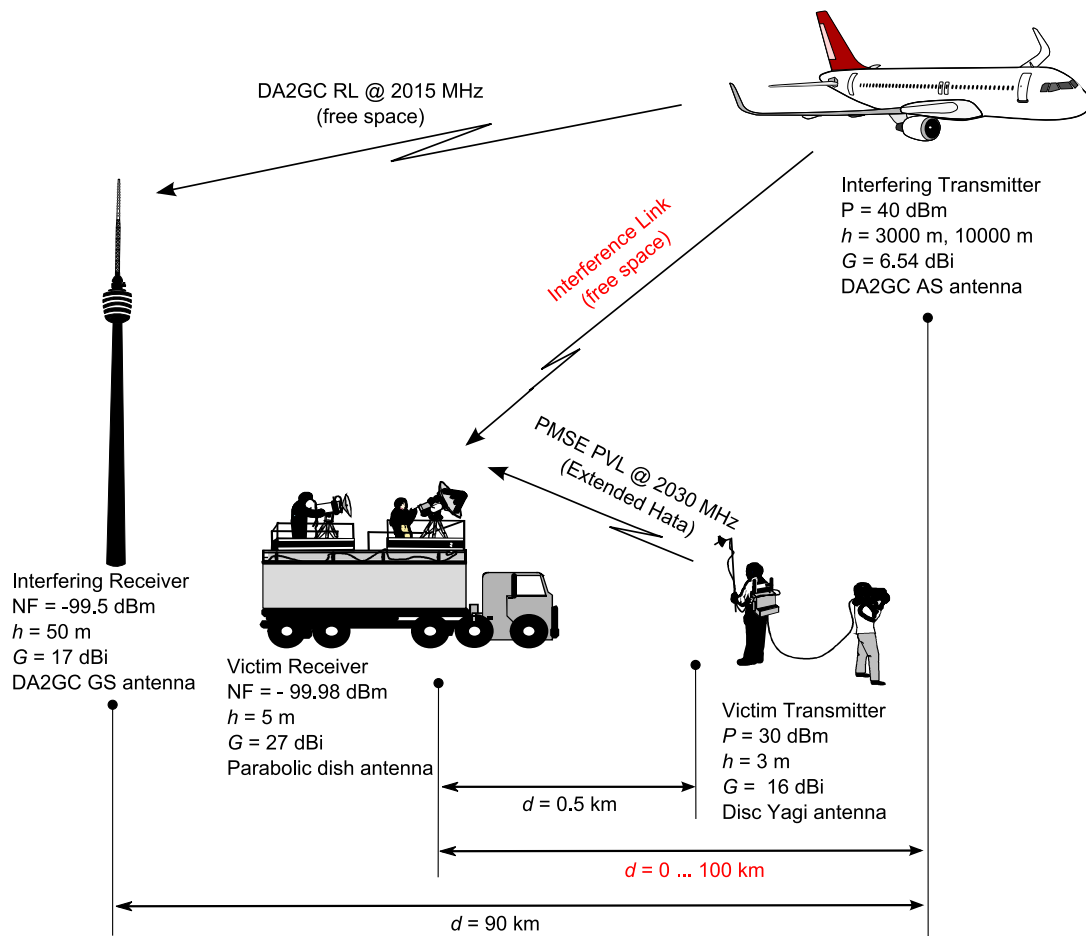 DA2GC RL @ 2015 MHz
(free space)
Interference Link
(free space)
Interfering Transmitter
P = 40 dBm
h = 3000 m, 10000 m
G = 6.54 dBi
DA2GC AS antenna
PMSE PVL @ 2030 MHz
(Extended Hata)
Interfering Receiver
NF = -99.5 dBm
h = 50 m
G = 17 dBi
DA2GC GS antenna
Victim Receiver
NF = - 99.98 dBm
h = 5 m
G = 27 dBi
Parabolic dish antenna
Victim Transmitter
P = 30 dBm
h = 3 m
G = 16 dBi
Disc Yagi antenna
d = 0.5 km
d = 0 ... 100 km
d = 90 km